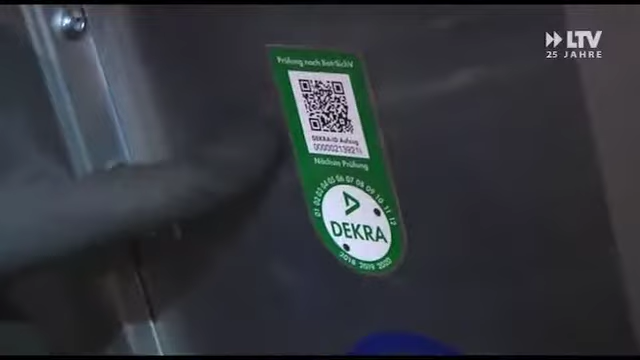 LTV
25 JAHRE
Prüfung nach BetrSichV
DEKRA-ID Aufzug
Nächste Prüfung
01 02 03 04 05 06 07 08 09 10 11 12
DEKRA
2018 2019 2020